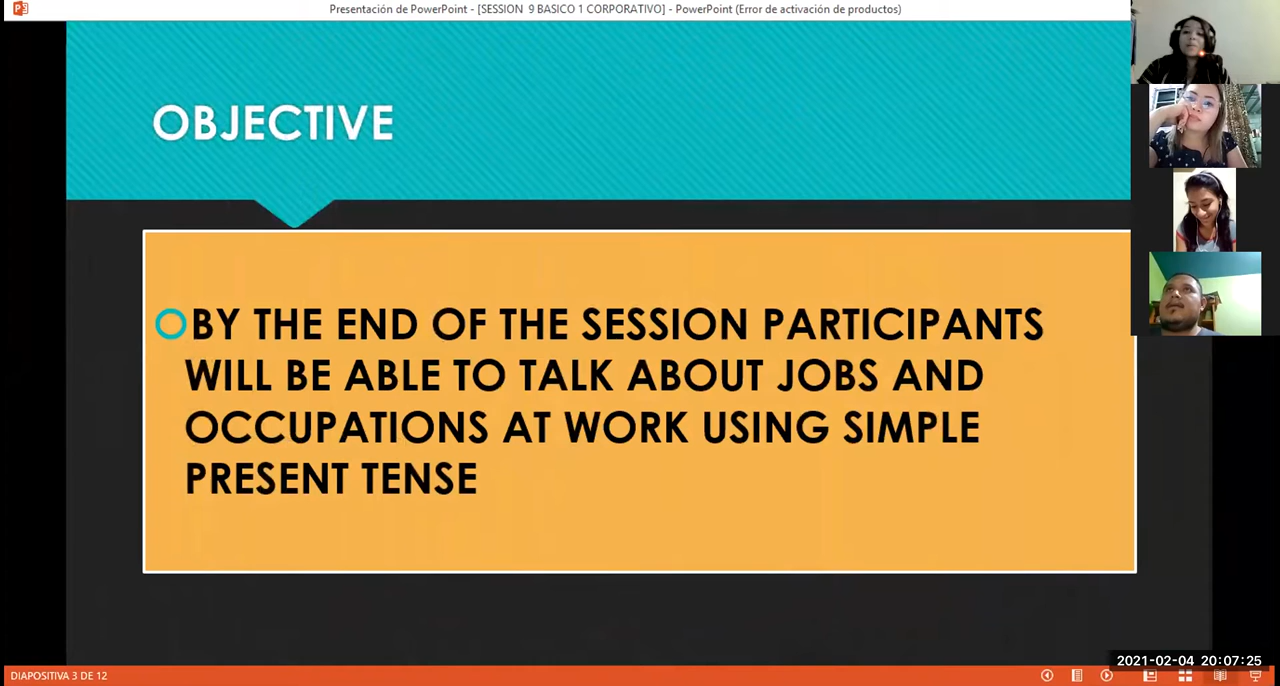 Presentación de PowerPoint - [SESSION 9 BASICO 1 CORPORATIVO] - PowerPoint (Error de activación de productos)
OBJECTIVE
BY THE END OF THE SESSION PARTICIPANTS
WILL BE ABLE TO TALK ABOUT JOBS AND
OCCUPATIONS AT WORK USING SIMPLE
PRESENT TENSE
2021-02-04 20:07:25
DIAPOSITIVA 3 DE 12